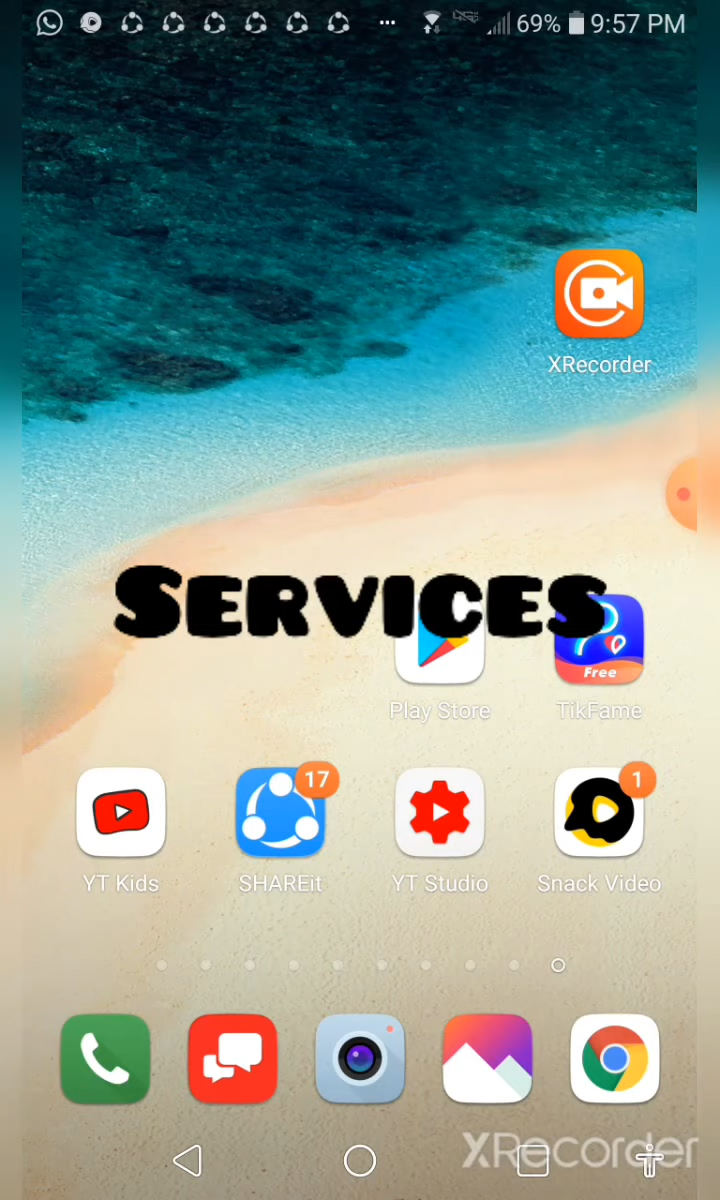 69% 9:57 PM
XRecorder
SERVICES
Free
Play Store TikFame
17 1
YT Kids SHAREit YT Studio Snack Video
XRecorder